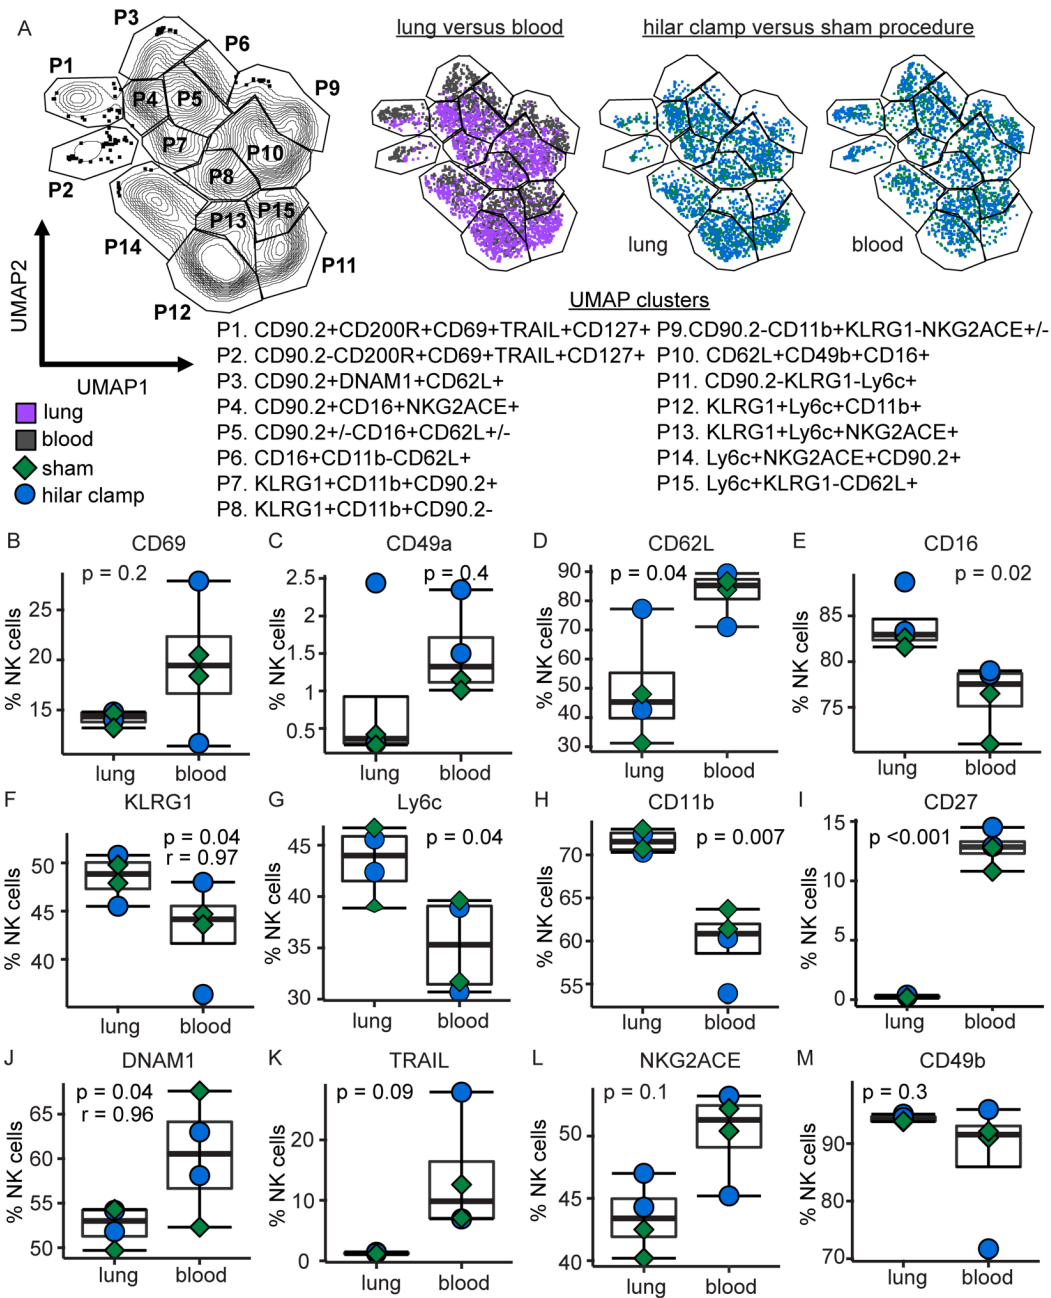 A
P3
P6
P1
P9
P4
P5
P7
P10
P2
P8
P14
P13
P15
P11
P12
UMAP2
UMAP1
lung versus blood
hilar clamp versus sham procedure
lung
blood
UMAP clusters
P1. CD90.2+CD200R+CD69+TRAIL+CD127+
P2. CD90.2-CD200R+CD69+TRAIL+CD127+
P3. CD90.2+DNAM1+CD62L+
P4. CD90.2+CD16+NKG2ACE+
P5. CD90.2+/-CD16+CD62L+/-
P6. CD16+CD11b-CD62L+
P7. KLRG1+CD11b+CD90.2+
P8. KLRG1+CD11b+CD90.2-
P9.CD90.2-CD11b+KLRG1-NKG2ACE+/-
P10. CD62L+CD49b+CD16+
P11. CD90.2-KLRG1-Ly6c+
P12. KLRG1+Ly6c+CD11b+
P13. KLRG1+Ly6c+NKG2ACE+
P14. Ly6c+NKG2ACE+CD90.2+
P15. Ly6c+KLRG1-CD62L+
lung
blood
sham
hilar clamp
B
CD69
p = 0.2
% NK cells
25
20
15
lung blood
C
CD49a
p = 0.4
% NK cells
2.5
2
1.5
1
0.5
lung blood
D
CD62L
p = 0.04
% NK cells
90
80
70
60
50
40
30
lung blood
E
CD16
p = 0.02
% NK cells
85
80
75
lung blood
F
KLRG1
p = 0.04
r = 0.97
% NK cells
50
45
40
lung blood
G
Ly6c
p = 0.04
% NK cells
45
40
35
30
lung blood
H
CD11b
p = 0.007
% NK cells
70
65
60
55
lung blood
I
CD27
p <0.001
% NK cells
15
10
5
0
lung blood
J
DNAM1
p = 0.04
r = 0.96
% NK cells
65
60
55
50
lung blood
K
TRAIL
p = 0.09
% NK cells
20
10
0
lung blood
L
NKG2ACE
p = 0.1
% NK cells
50
45
40
lung blood
M
CD49b
p = 0.3
% NK cells
90
80
70
lung blood